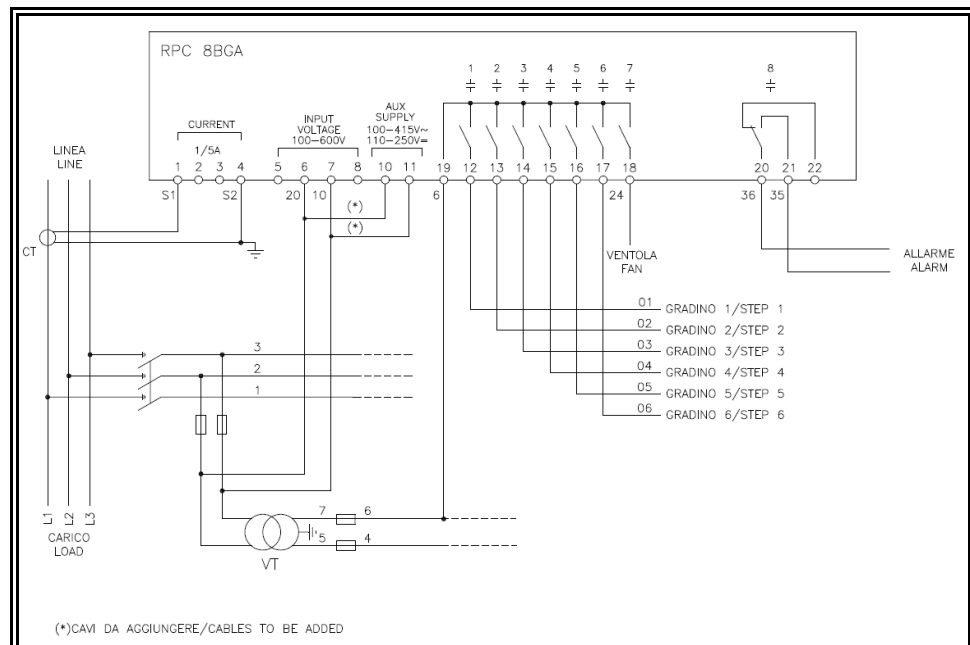 RPC 8BGA
1 2 3 4 5 6 7 8
CURRENT
1/5A
INPUT
VOLTAGE
100-600V
AUX
SUPPLY
100-415V~
110-250V=
LINEA
LINE
1 2 3 4 5 6 7 8 10 11 19 12 13 14 15 16 17 18 20 21 22
S1 S2 20 10 6 24 36 35
(*)
(*)
CT
VENTOLA
FAN
ALLARME
ALARM
01 GRADINO 1/STEP 1
02 GRADINO 2/STEP 2
03 GRADINO 3/STEP 3
04 GRADINO 4/STEP 4
05 GRADINO 5/STEP 5
06 GRADINO 6/STEP 6
3
2
1
L1 L2 L3
CARICO
LOAD
7 6
5 4
VT
(*)CAVI DA AGGIUNGERE/CABLES TO BE ADDED